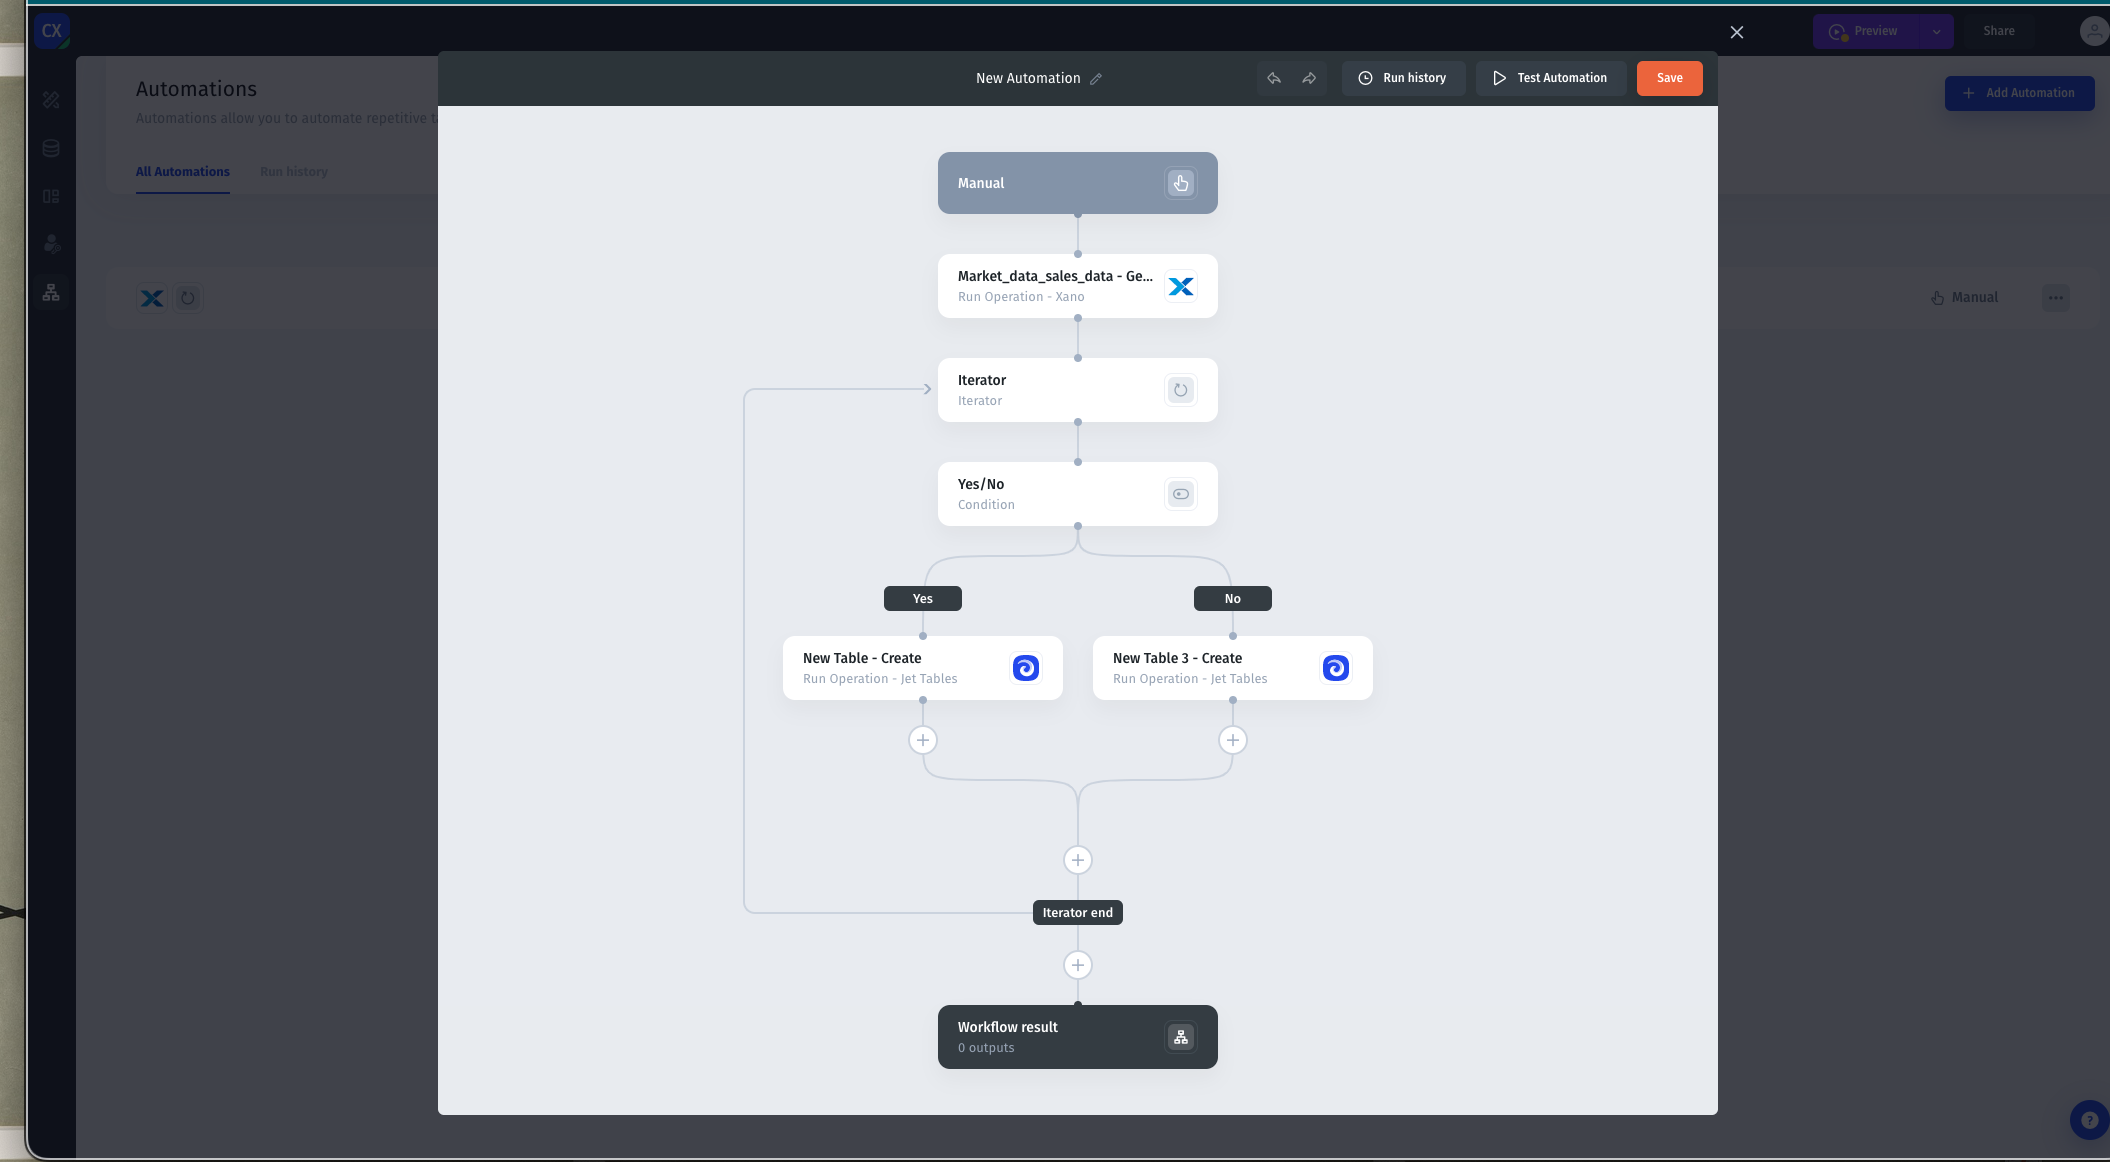 CX
Preview
Share
New Automation
Run history
Test Automation
Save
Automations
Automations allow you to automate repetitive
Add Automation
All Automations
Run history
Manual
Manual
Market_data_sales_data - Ge...
Run Operation - Xano
Iterator
Iterator
Yes/No
Condition
Yes
No
New Table - Create
Run Operation - Jet Tables
New Table 3 - Create
Run Operation - Jet Tables
Iterator end
Workflow result
0 outputs
?